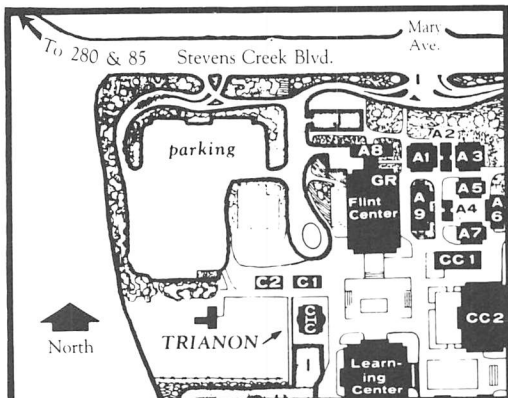 To 280 & 85
Stevens Creek Blvd.
Mary
Ave.
parking
A8
A1
A2
A3
GR
Flint
Center
A
9
A5
A4
A
6
A7
CC1
C2
C1
CHC
CC2
North
TRIANON
I
Learn-
ing
Center